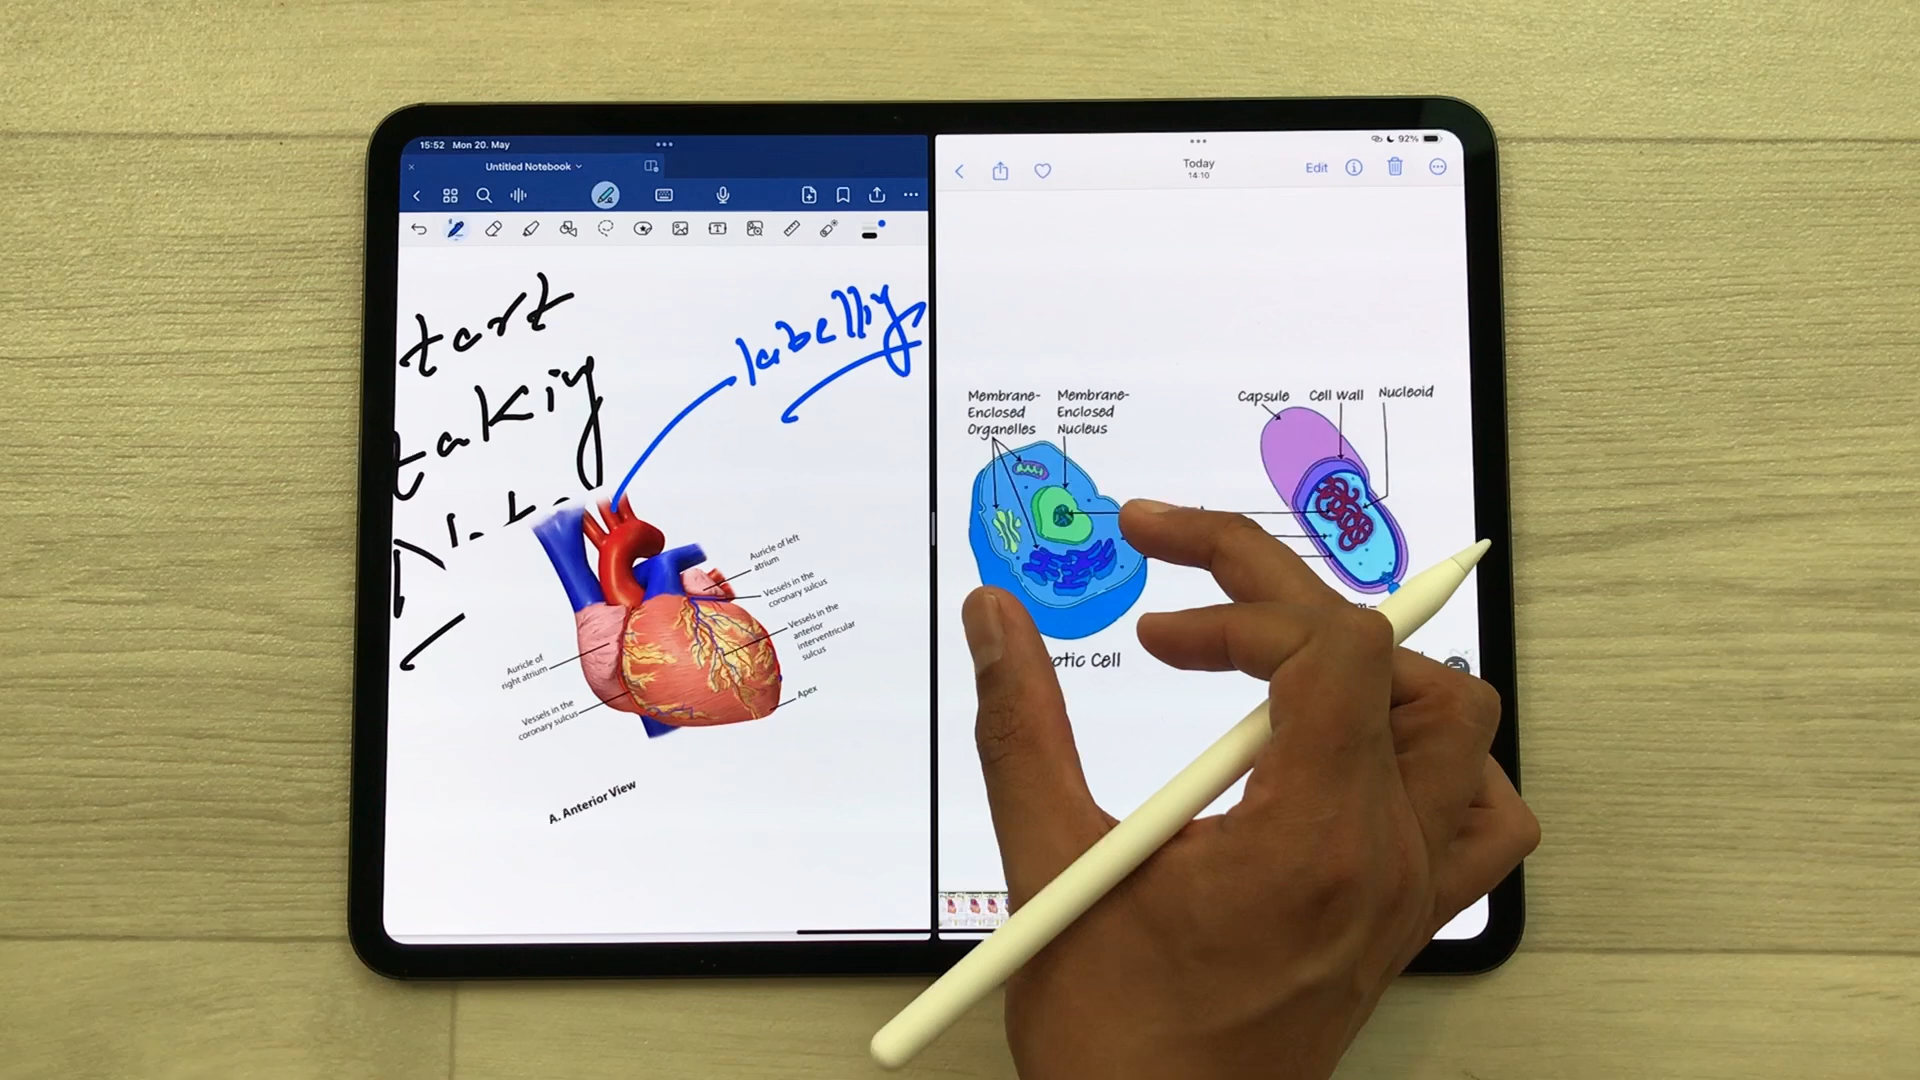 15:52 Mon 20. May
Untitled Notebook
tart
takiy
labelliy
Auricle of left
atrium
Vessels in the
coronary sulcus
Vessels in the
anterior
interventricular
sulcus
Auricle of
right atrium
Vessels in the
coronary sulcus
Apex
A. Anterior View
92%
Today
14:10
Edit
Membrane-
Enclosed
Organelles
Membrane-
Enclosed
Nucleus
Capsule
Cell Wall
Nucleoid
otic Cell